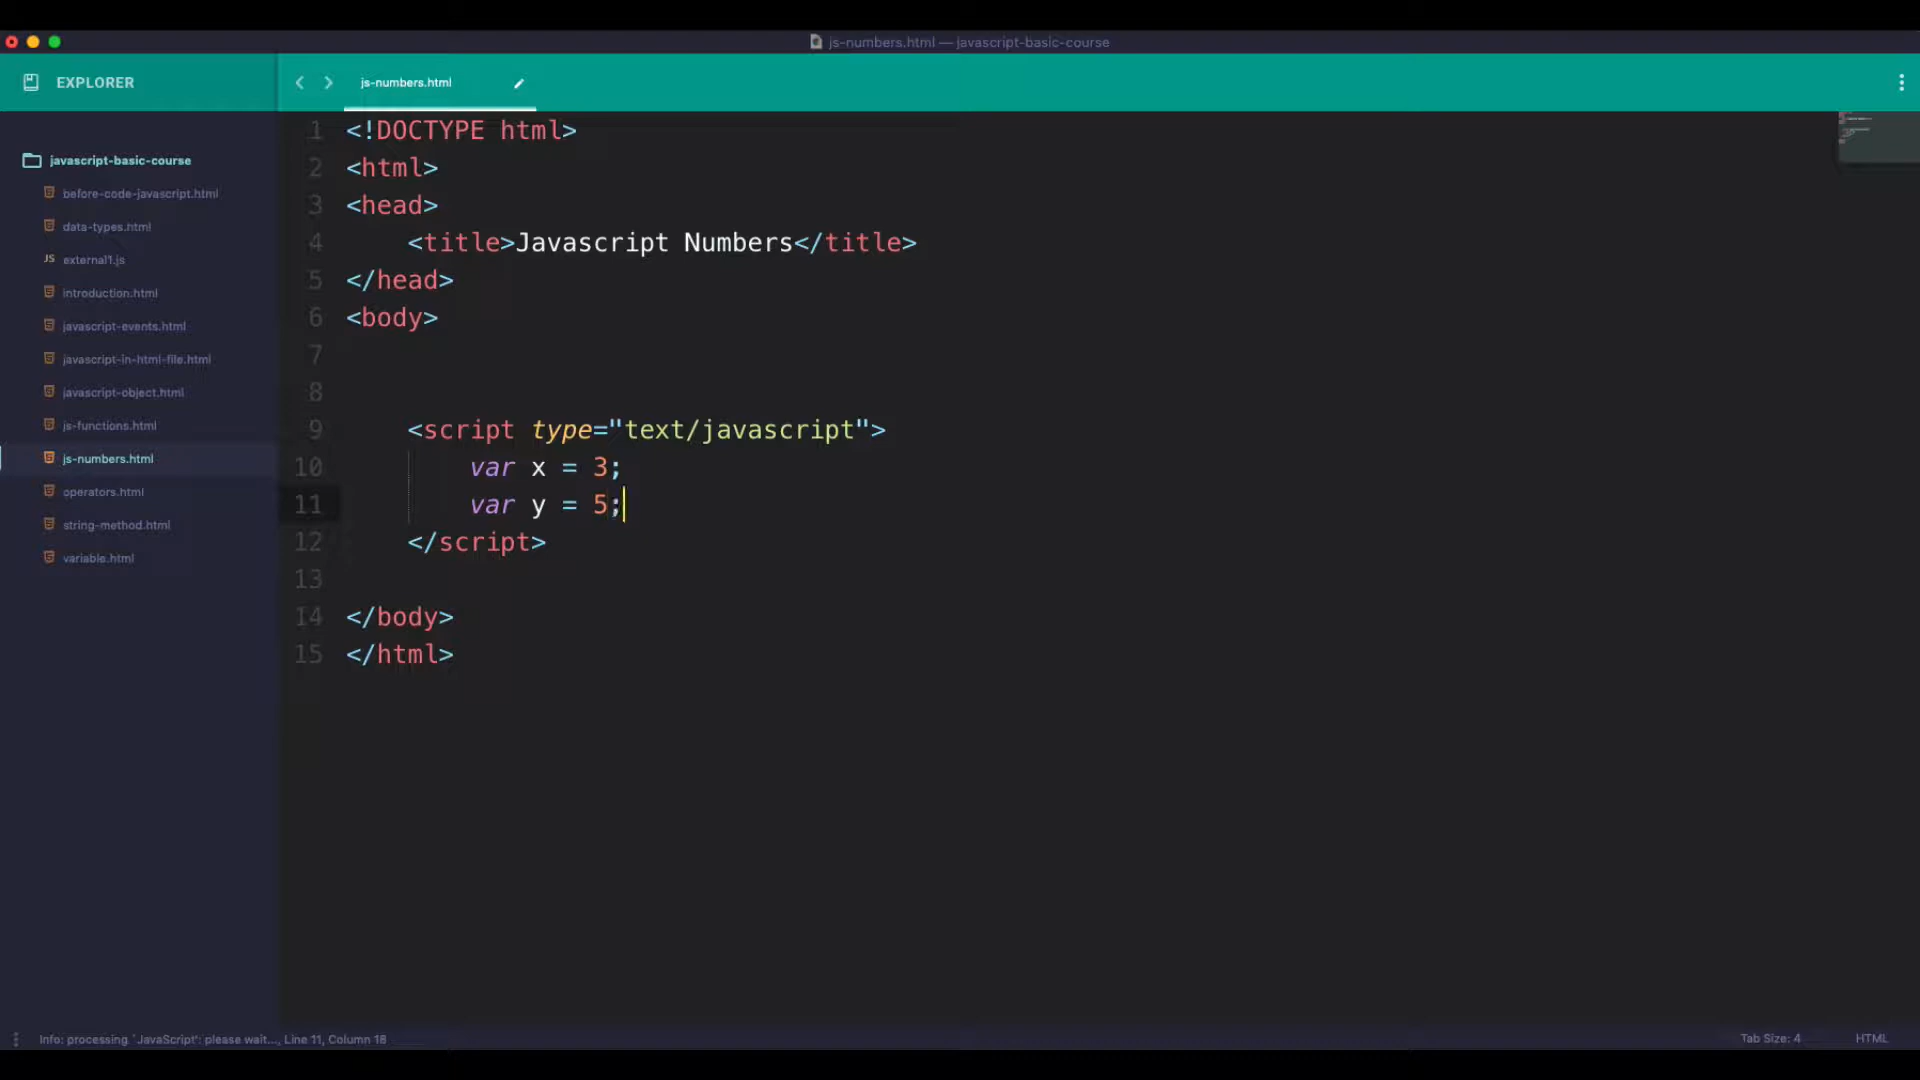 js-numbers.html — javascript-basic-course
EXPLORER
js-numbers.html
javascript-basic-course
before-code-javascript.html
data-types.html
JS external1.js
introduction.html
javascript-events.html
javascript-in-html-file.html
javascript-object.html
js-functions.html
js-numbers.html
operators.html
string-method.html
variable.html
1 <!DOCTYPE html>
2 <html>
3 <head>
4     <title>Javascript Numbers</title>
5 </head>
6 <body>
7
8
9     <script type="text/javascript">
10         var x = 3;
11         var y = 5;
12     </script>
13
14 </body>
15 </html>
Info: processing `JavaScript`: please wait..., Line 11, Column 18
Tab Size: 4
HTML